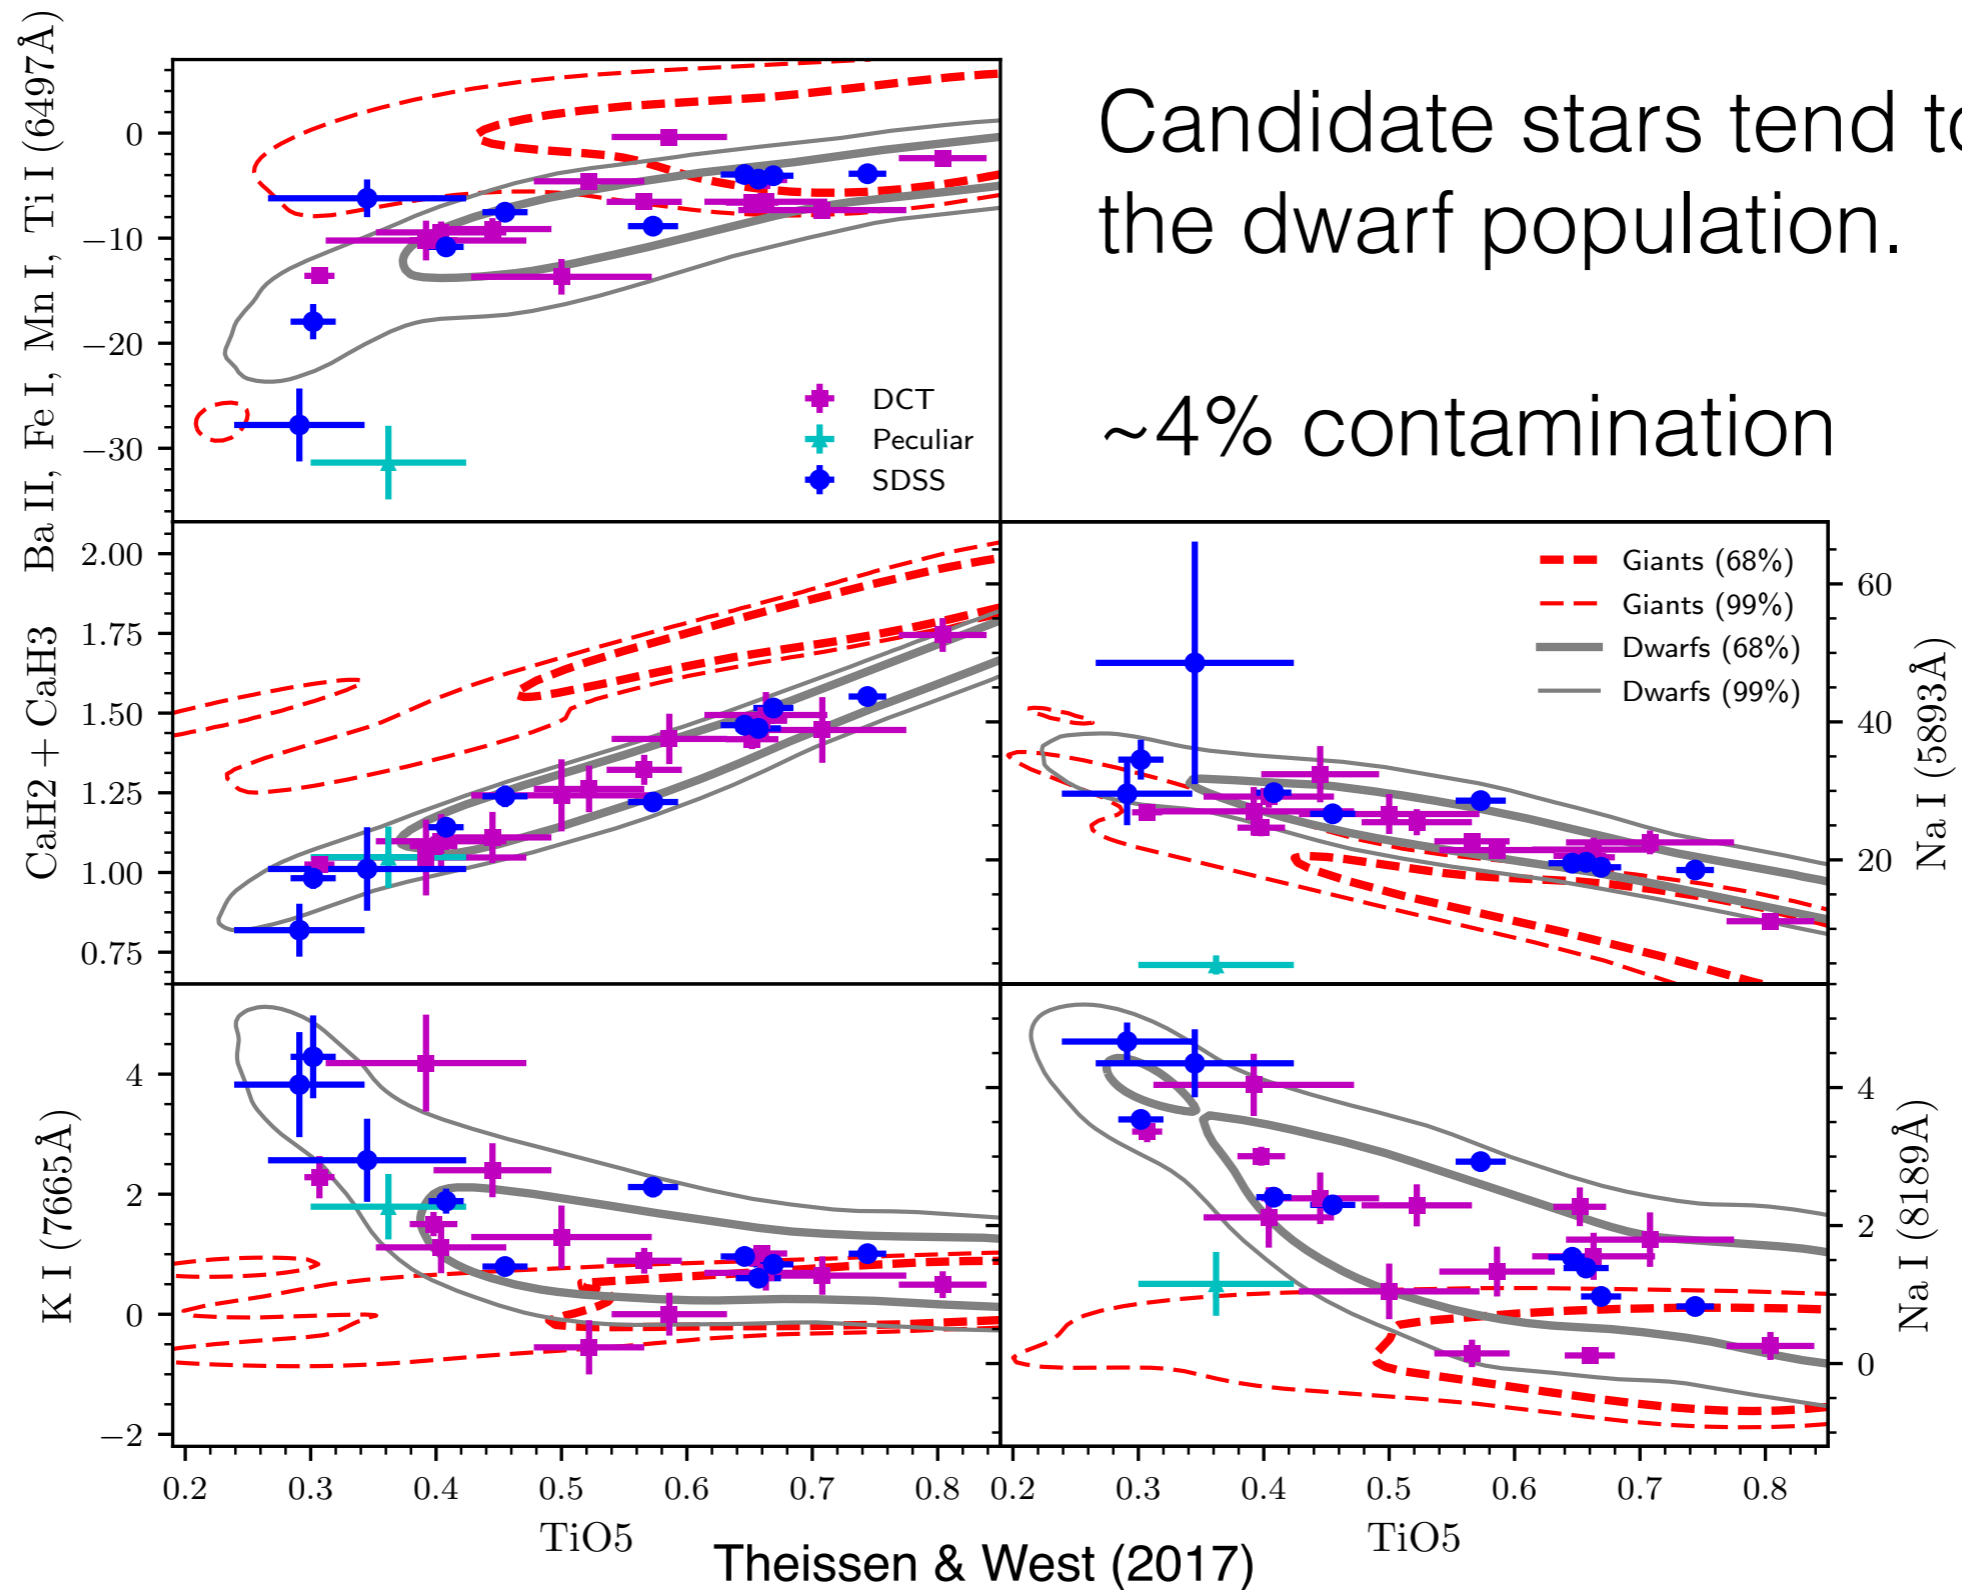 Candidate stars tend to
the dwarf population.
~4% contamination
Ba II, Fe I, Mn I, Ti I (6497Å)
0
−10
−20
−30
DCT
Peculiar
SDSS
CaH2 + CaH3
2.00
1.75
1.50
1.25
1.00
0.75
Giants (68%)
Giants (99%)
Dwarfs (68%)
Dwarfs (99%)
60
40
20
Na I (5893Å)
K I (7665Å)
4
2
0
−2
4
2
0
Na I (8189Å)
0.2 0.3 0.4 0.5 0.6 0.7 0.8 0.2 0.3 0.4 0.5 0.6 0.7 0.8
TiO5 TiO5
Theissen & West (2017)